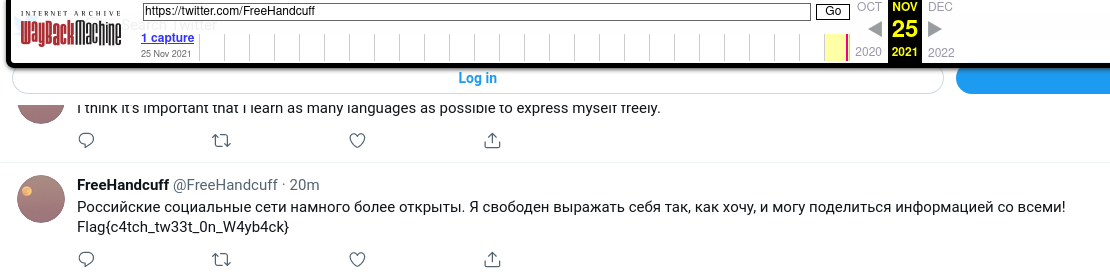 INTERNET ARCHIVE
WayBackMachine
https://twitter.com/FreeHandcuff
Go
1 capture
25 Nov 2021
OCT NOV DEC
25
2020 2021 2022
Search Twitter
Log in
I think it's important that I learn as many languages as possible to express myself freely.
FreeHandcuff @FreeHandcuff · 20m
Российские социальные сети намного более открыты. Я свободен выражать себя так, как хочу, и могу поделиться информацией со всеми!
Flag{c4tch_tw33t_0n_W4yb4ck}